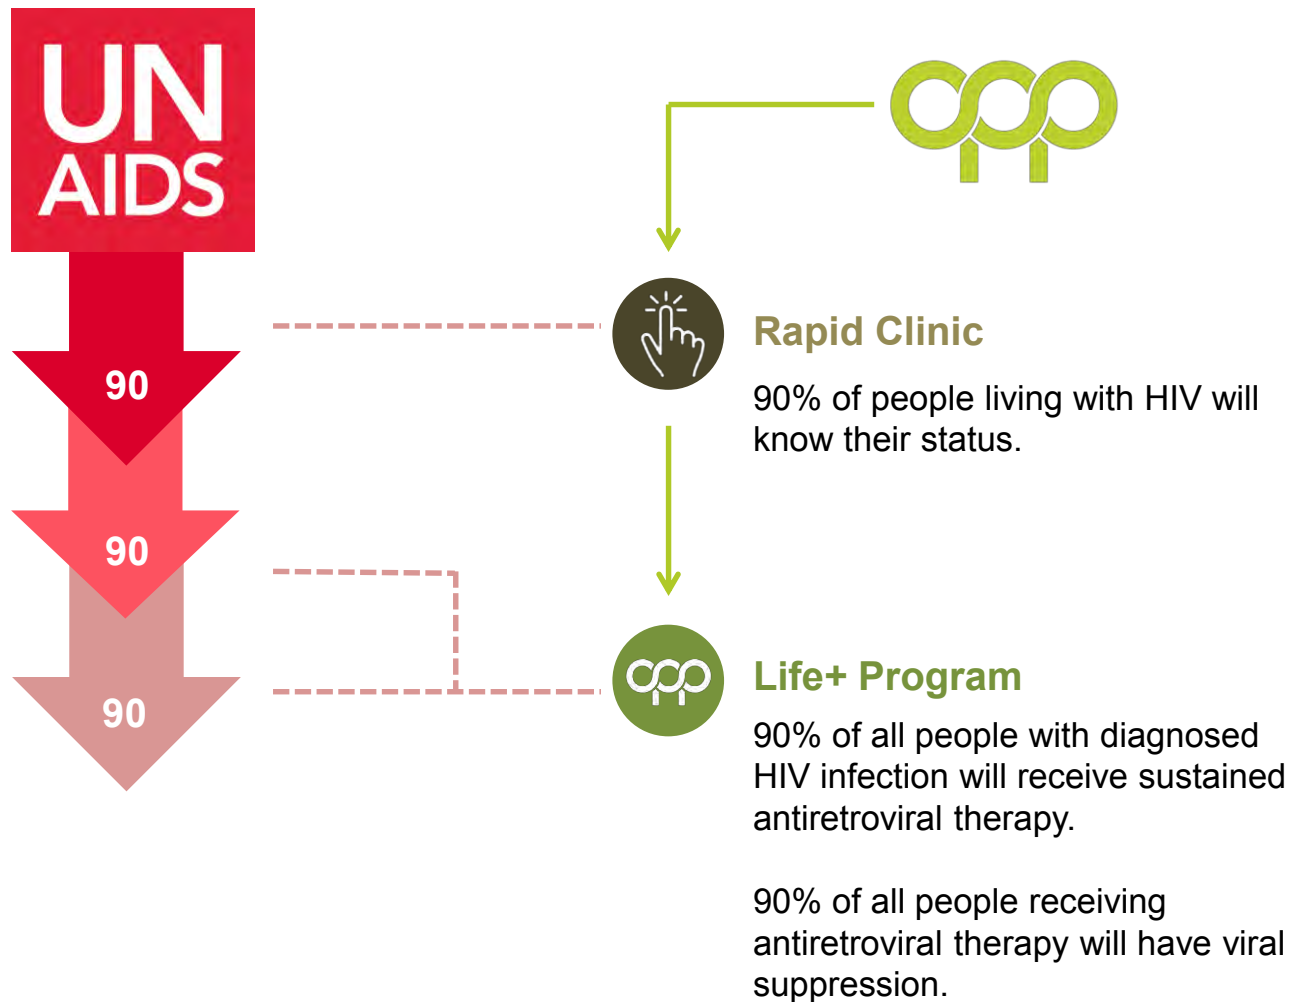 UN
AIDS
90
90
90
Rapid Clinic
90% of people living with HIV will
know their status.
Life+ Program
90% of all people with diagnosed
HIV infection will receive sustained
antiretroviral therapy.
90% of all people receiving
antiretroviral therapy will have viral
suppression.